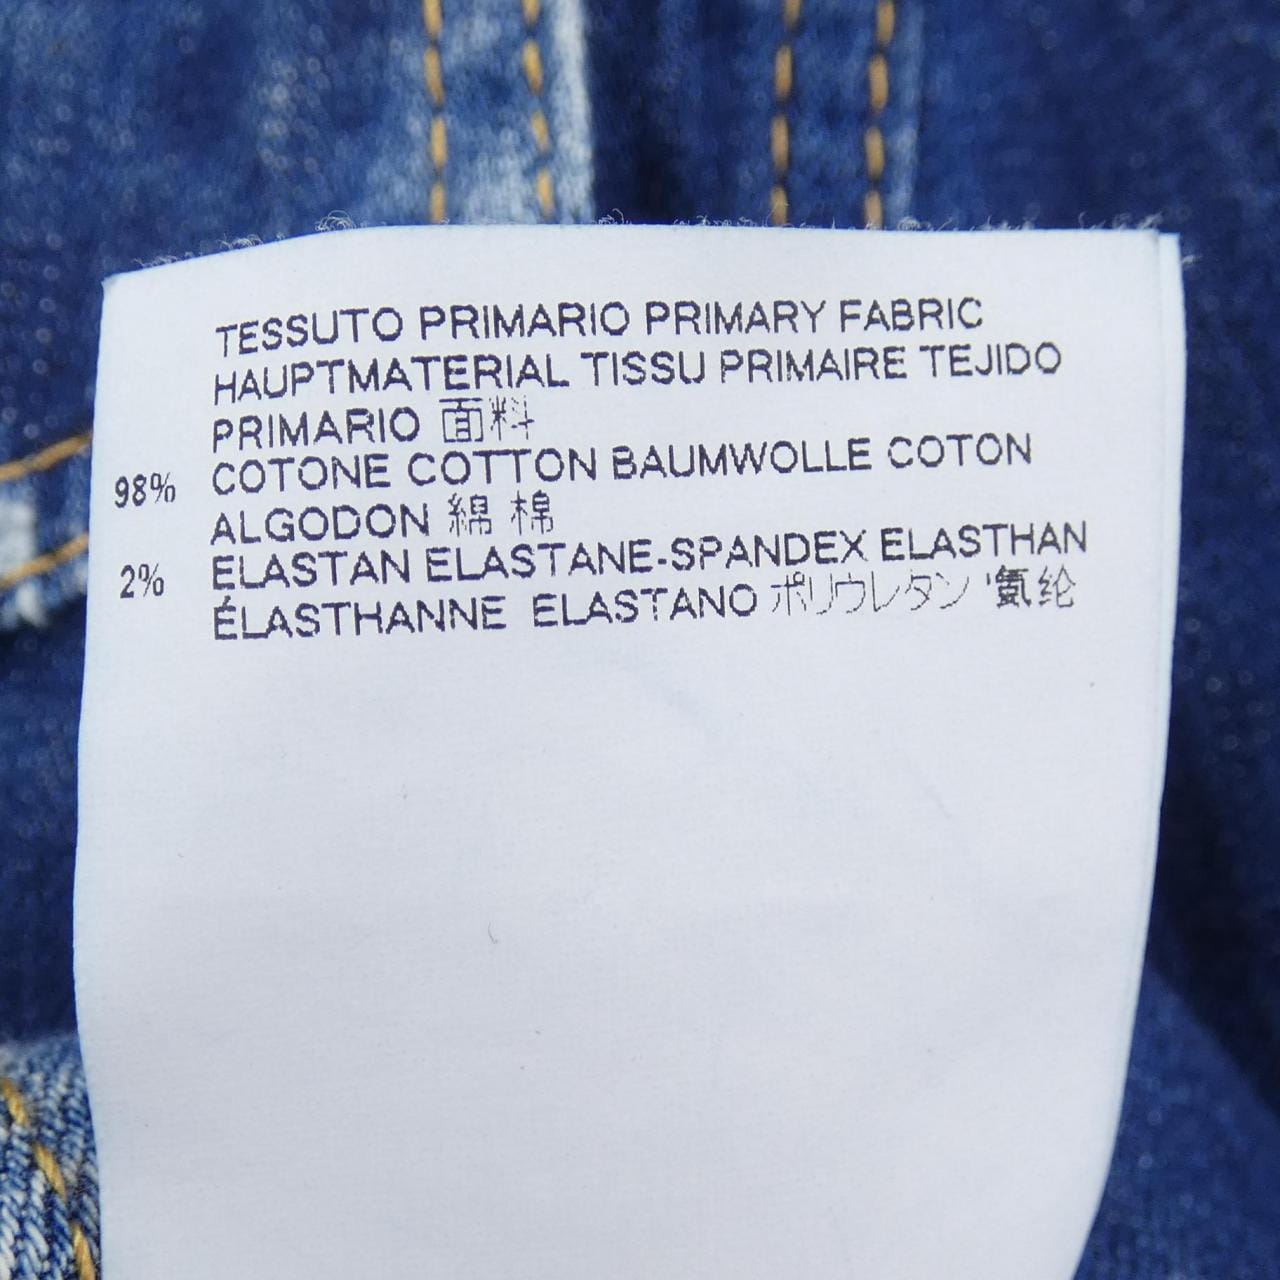 TESSUTO PRIMARIO PRIMARY FABRIC
HAUPTMATERIAL TISSU PRIMAIRE TEJIDO
PRIMARIO 面料
98% COTONE COTTON BAUMWOLLE COTON
ALGODON 綿 棉
2% ELASTAN ELASTANE-SPANDEX ELASTHAN
ÉLASTHANNE ELASTANO ポリウレタン '氨纶